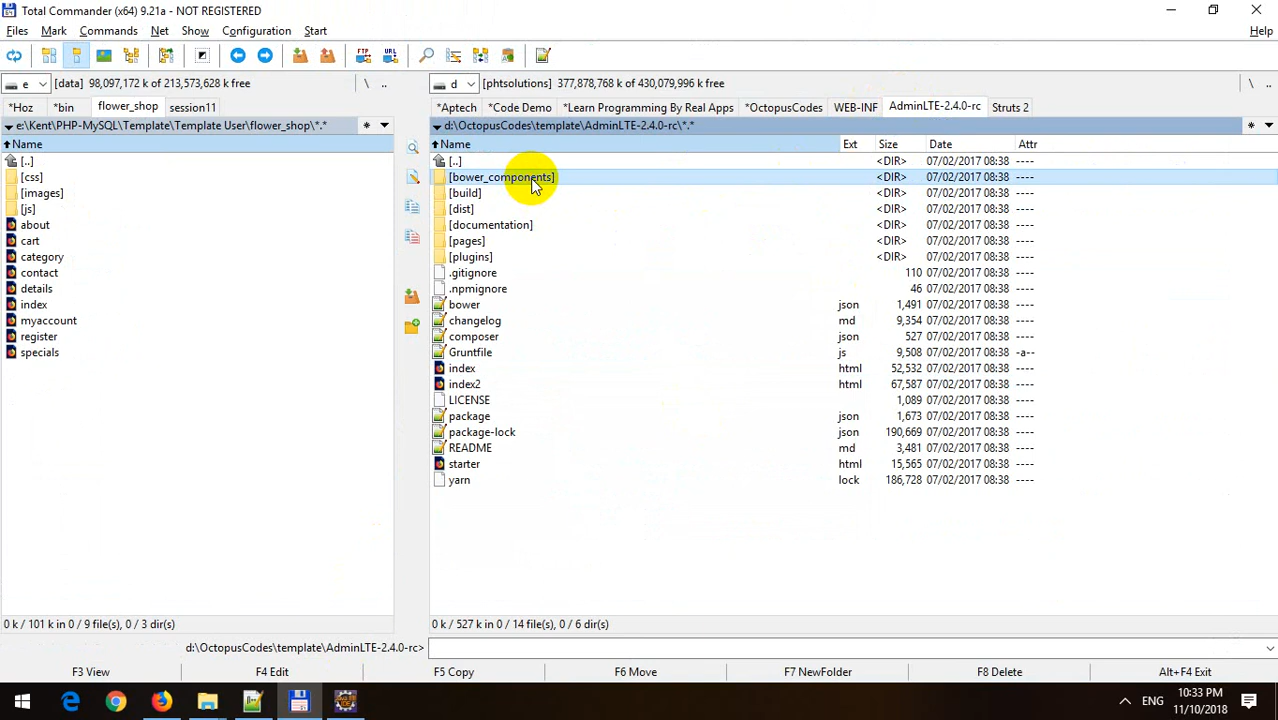 Total Commander (x64) 9.21a - NOT REGISTERED
Files Mark Commands Net Show Configuration Start Help
FTP URL
e [data] 98,097,172 k of 213,573,628 k free \ ..
d [phtsolutions] 377,878,768 k of 430,079,996 k free \ ..
*Hoz *bin flower_shop session11
*Aptech *Code Demo *Learn Programming By Real Apps *OctopusCodes WEB-INF AdminLTE-2.4.0-rc Struts 2
e:\Kent\PHP-MySQL\Template\Template User\flower_shop\*.*
Name
[..]
[css]
[images]
[js]
about
cart
category
contact
details
index
myaccount
register
specials
0 k / 101 k in 0 / 9 file(s), 0 / 3 dir(s)
d:\OctopusCodes\template\AdminLTE-2.4.0-rc\*.*
Name Ext Size Date Attr
[..] <DIR> 07/02/2017 08:38 ----
[bower_components] <DIR> 07/02/2017 08:38 ----
[build] <DIR> 07/02/2017 08:38 ----
[dist] <DIR> 07/02/2017 08:38 ----
[documentation] <DIR> 07/02/2017 08:38 ----
[pages] <DIR> 07/02/2017 08:38 ----
[plugins] <DIR> 07/02/2017 08:38 ----
.gitignore 110 07/02/2017 08:38 ----
.npmignore 46 07/02/2017 08:38 ----
bower json 1,491 07/02/2017 08:38 ----
changelog md 9,354 07/02/2017 08:38 ----
composer json 527 07/02/2017 08:38 ----
Gruntfile js 9,508 07/02/2017 08:38 -a--
index html 52,532 07/02/2017 08:38 ----
index2 html 67,587 07/02/2017 08:38 ----
LICENSE 1,089 07/02/2017 08:38 ----
package json 1,673 07/02/2017 08:38 ----
package-lock json 190,669 07/02/2017 08:38 ----
README md 3,481 07/02/2017 08:38 ----
starter html 15,565 07/02/2017 08:38 ----
yarn lock 186,728 07/02/2017 08:38 ----
0 k / 527 k in 0 / 14 file(s), 0 / 6 dir(s)
d:\OctopusCodes\template\AdminLTE-2.4.0-rc>
F3 View F4 Edit F5 Copy F6 Move F7 NewFolder F8 Delete Alt+F4 Exit
ENG
10:33 PM
11/10/2018